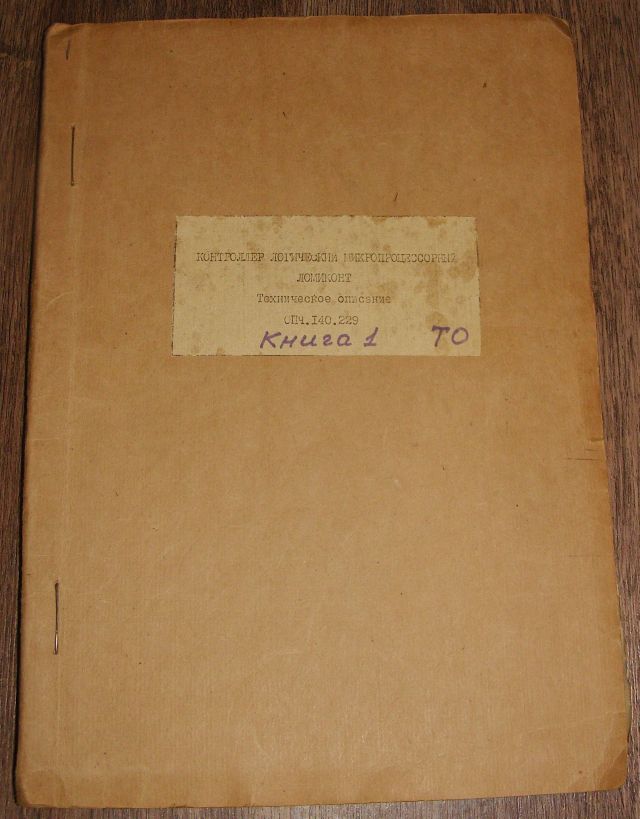 КОНТРОЛЛЕР ЛОГИЧЕСКИЙ МИКРОПРОЦЕССОРНЫЙ
ЛОМИКОНТ
Техническое описание
ОПЧ.140.229
Книга 1 ТО